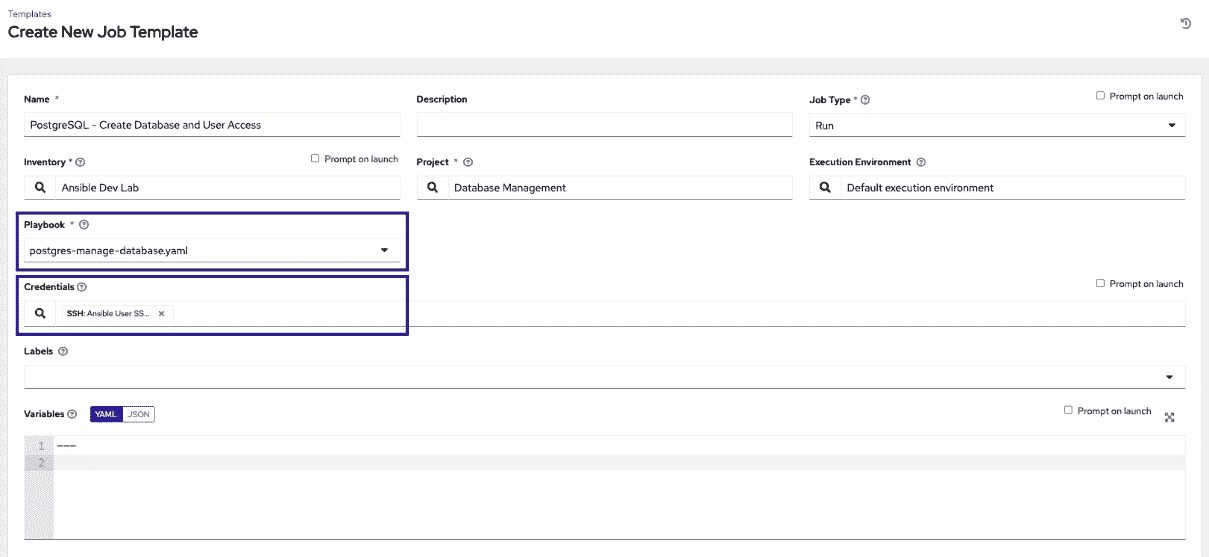 Templates
Create New Job Template
Name *
Description
Job Type *
Prompt on launch
PostgreSQL - Create Database and User Access
Run
Inventory *
Prompt on launch
Project *
Execution Environment
Ansible Dev Lab
Database Management
Default execution environment
Playbook *
postgres-manage-database.yaml
Credentials
Prompt on launch
SSH: Ansible User SS...
Labels
Variables
YAML
JSON
Prompt on launch
1 ---
2